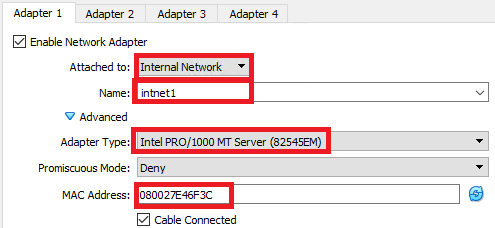 Adapter 1 Adapter 2 Adapter 3 Adapter 4
Enable Network Adapter
Attached to: Internal Network
Name: intnet1
Advanced
Adapter Type: Intel PRO/1000 MT Server (82545EM)
Promiscuous Mode: Deny
MAC Address: 080027E46F3C
Cable Connected